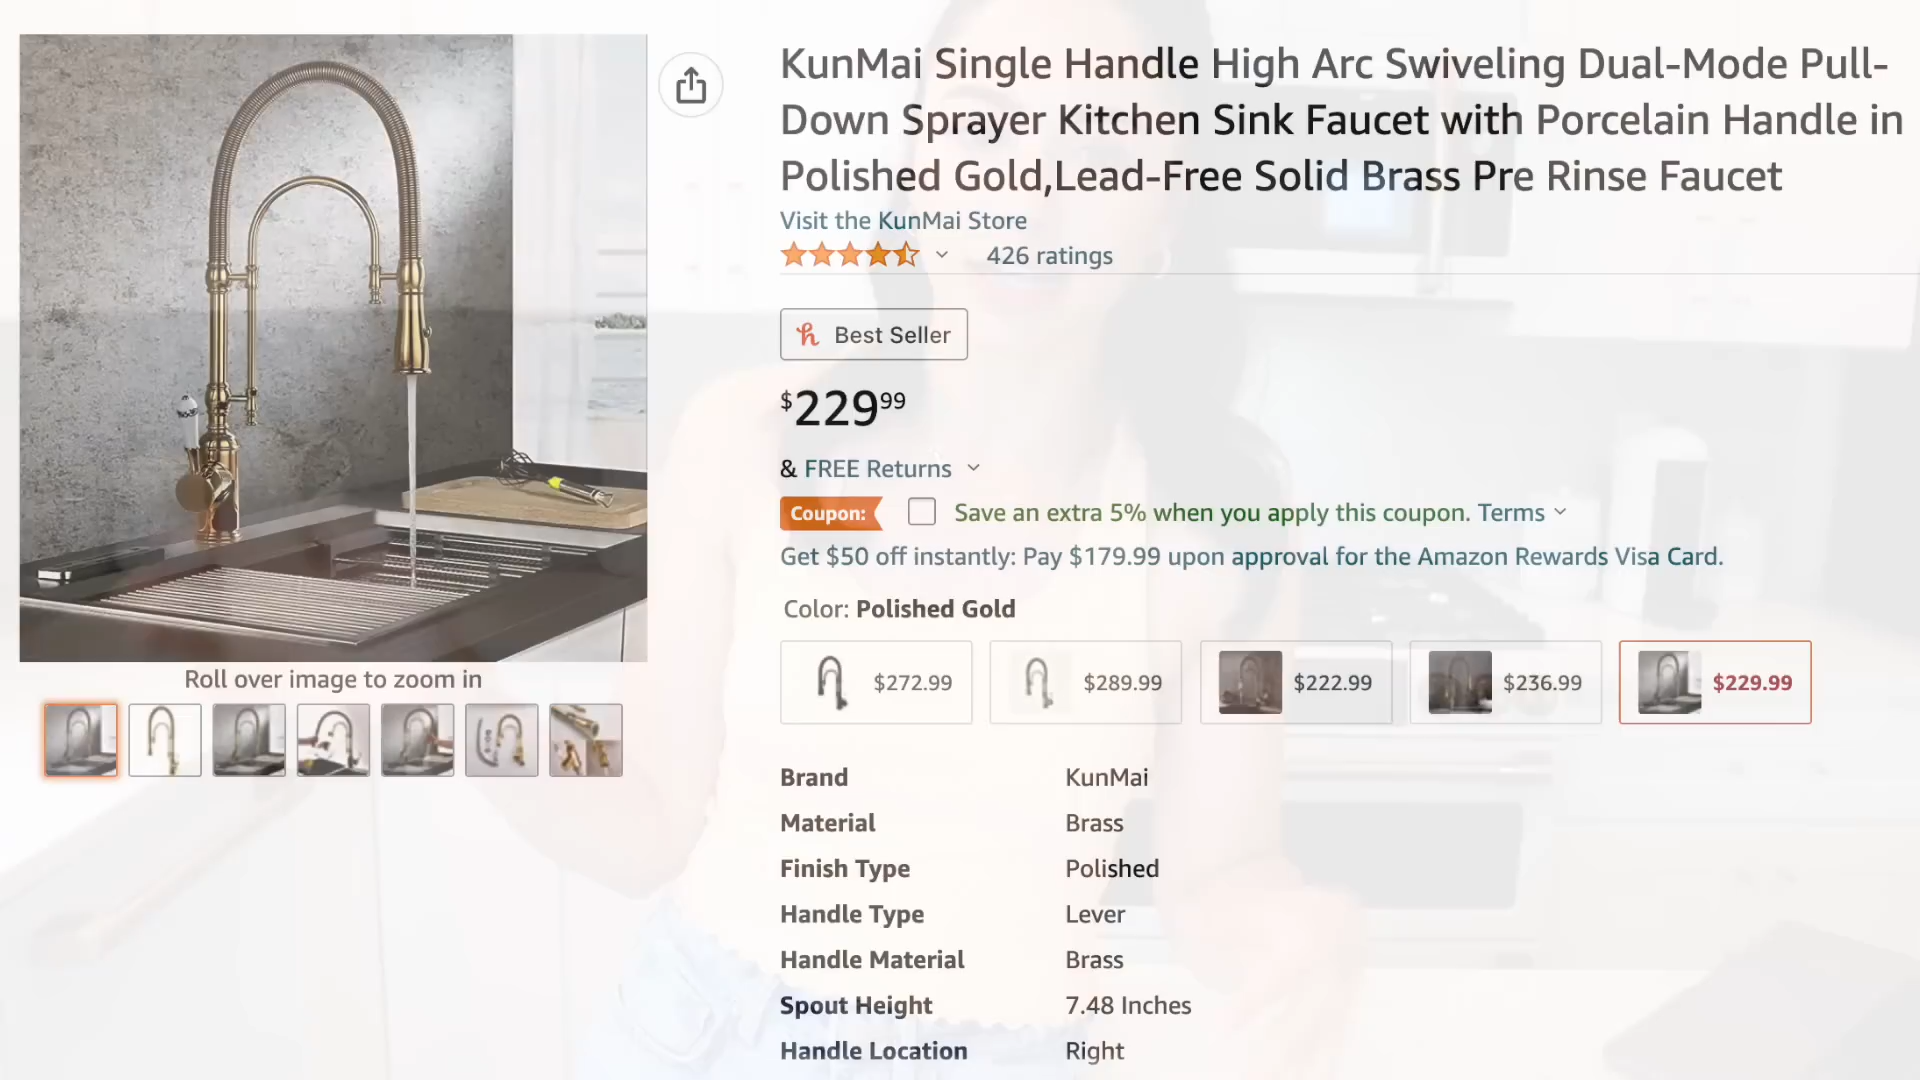 KunMai Single Handle High Arc Swiveling Dual-Mode Pull-
Down Sprayer Kitchen Sink Faucet with Porcelain Handle in
Polished Gold,Lead-Free Solid Brass Pre Rinse Faucet
Visit the KunMai Store
426 ratings
h Best Seller
$229.99
& FREE Returns
Coupon: Save an extra 5% when you apply this coupon. Terms
Get $50 off instantly: Pay $179.99 upon approval for the Amazon Rewards Visa Card.
Color: Polished Gold
$272.99 $289.99 $222.99 $236.99 $229.99
Roll over image to zoom in
Brand KunMai
Material Brass
Finish Type Polished
Handle Type Lever
Handle Material Brass
Spout Height 7.48 Inches
Handle Location Right